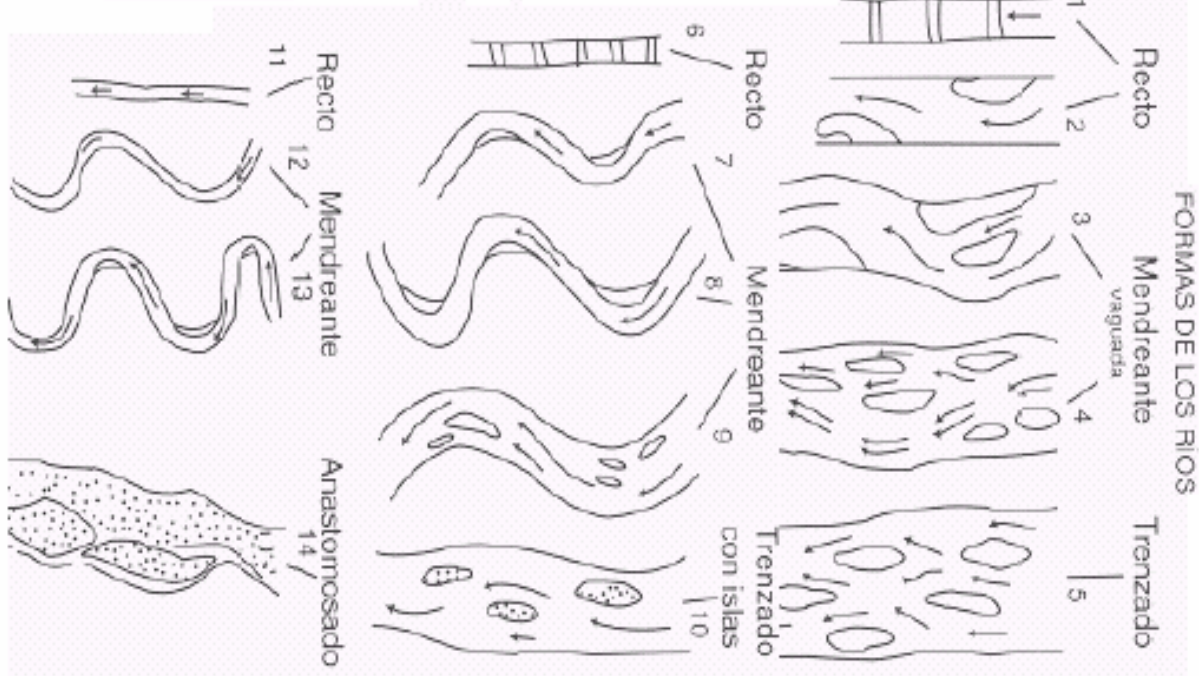 FORMAS DE LOS RIOS
Recto
Mendreante
vaguada
Trenzado
1
2
3
4
5
Recto
Mendreante
Trenzado
con islas
6
7
8
9
10
Recto
Mendreante
Anastomosado
11
12
13
14